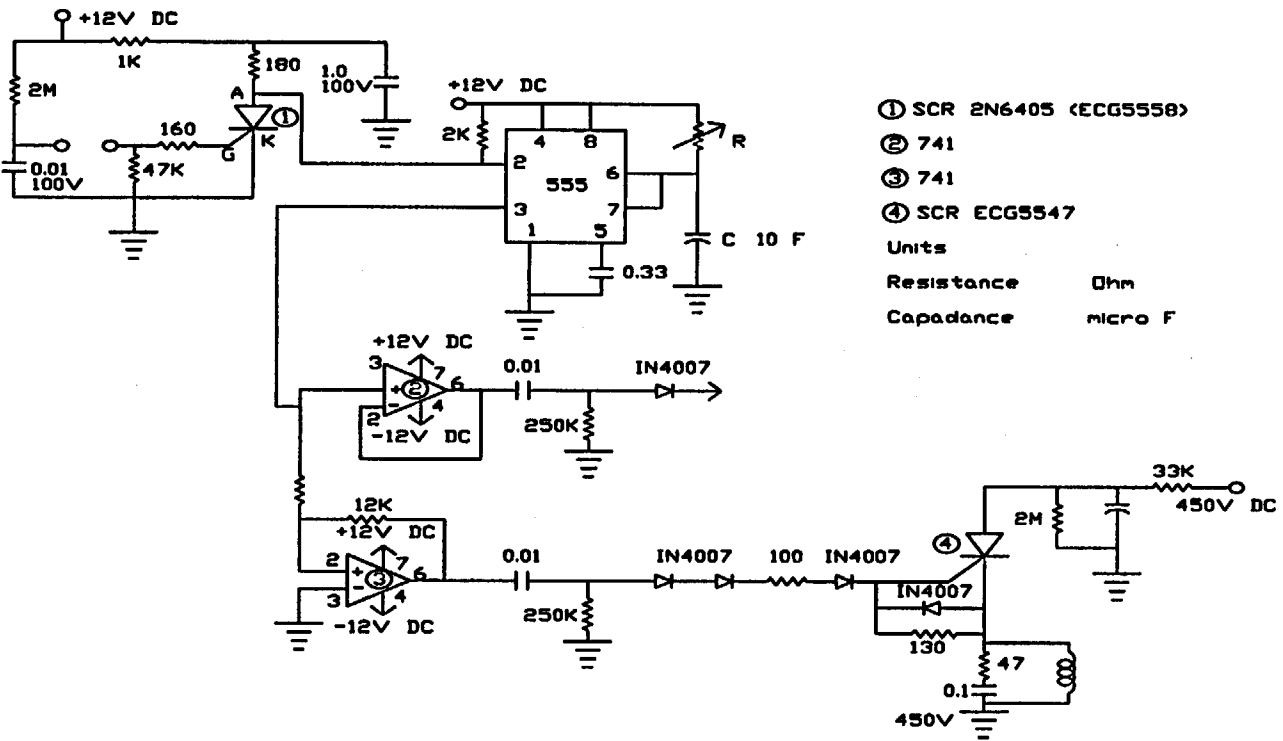 +12V DC
1K
180
1.0
100V
2M
A
①
K
160
G
0.01
100V
47K
+12V DC
2K
4
8
R
2
6
555
3
7
1
5
C 10 F
0.33
① SCR 2N6405 (ECG5558)
② 741
③ 741
④ SCR ECG5547
Units
Resistance Ohm
Capadance micro F
+12V DC
3
7
+
②
6
-
2
4
-12V DC
0.01
IN4007
250K
12K
+12V DC
2
7
+
③
6
-
3
4
-12V DC
0.01
250K
IN4007
100
IN4007
④
33K
450V DC
2M
IN4007
130
47
0.1
450V